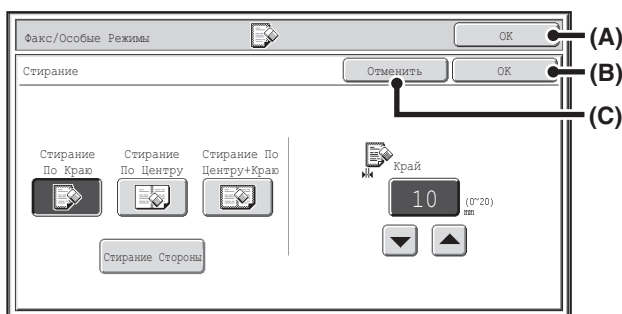 Факс/Особые Режимы
OK
(A)
Стирание
Отменить
OK
(B)
(C)
Стирание По Краю
Стирание По Центру
Стирание По Центру+Краю
Стирание Стороны
Край
10
(0~20)
mm